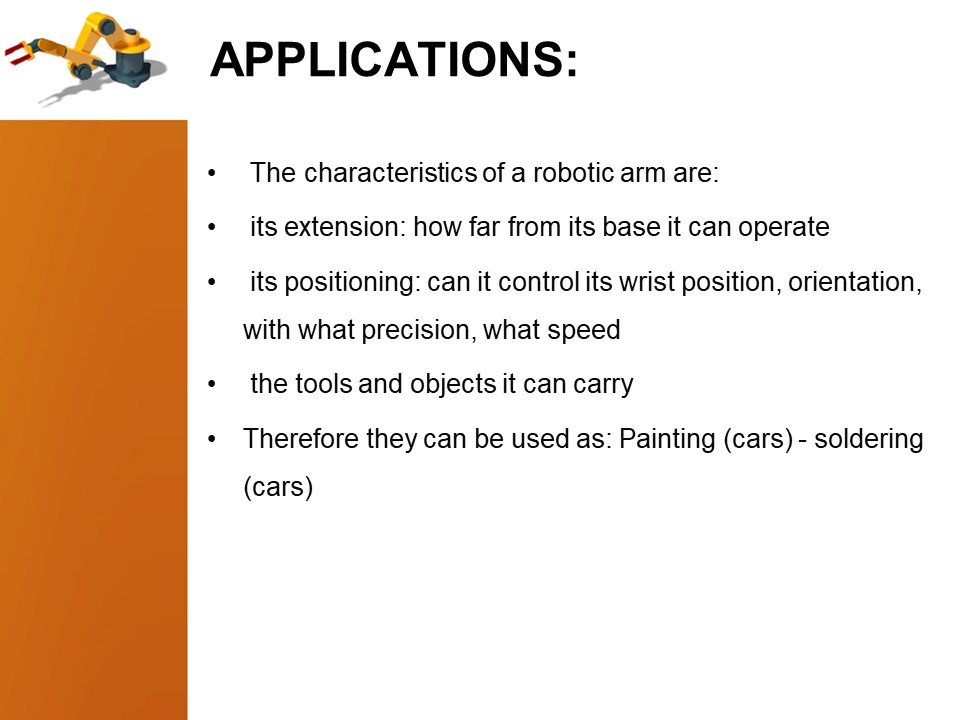 APPLICATIONS:
• The characteristics of a robotic arm are:
• its extension: how far from its base it can operate
• its positioning: can it control its wrist position, orientation,
with what precision, what speed
• the tools and objects it can carry
• Therefore they can be used as: Painting (cars) - soldering
(cars)